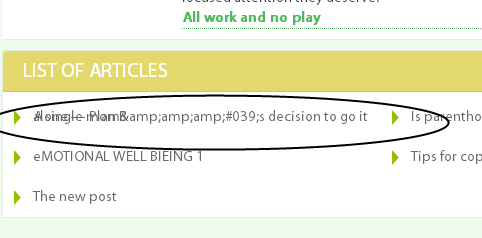 focused attention they deserve.
All work and no play
LIST OF ARTICLES
&amp;amp;amp;#039;s decision to go it
Is parentho
eMOTIONAL WELL BIEING 1
Tips for cop
The new post